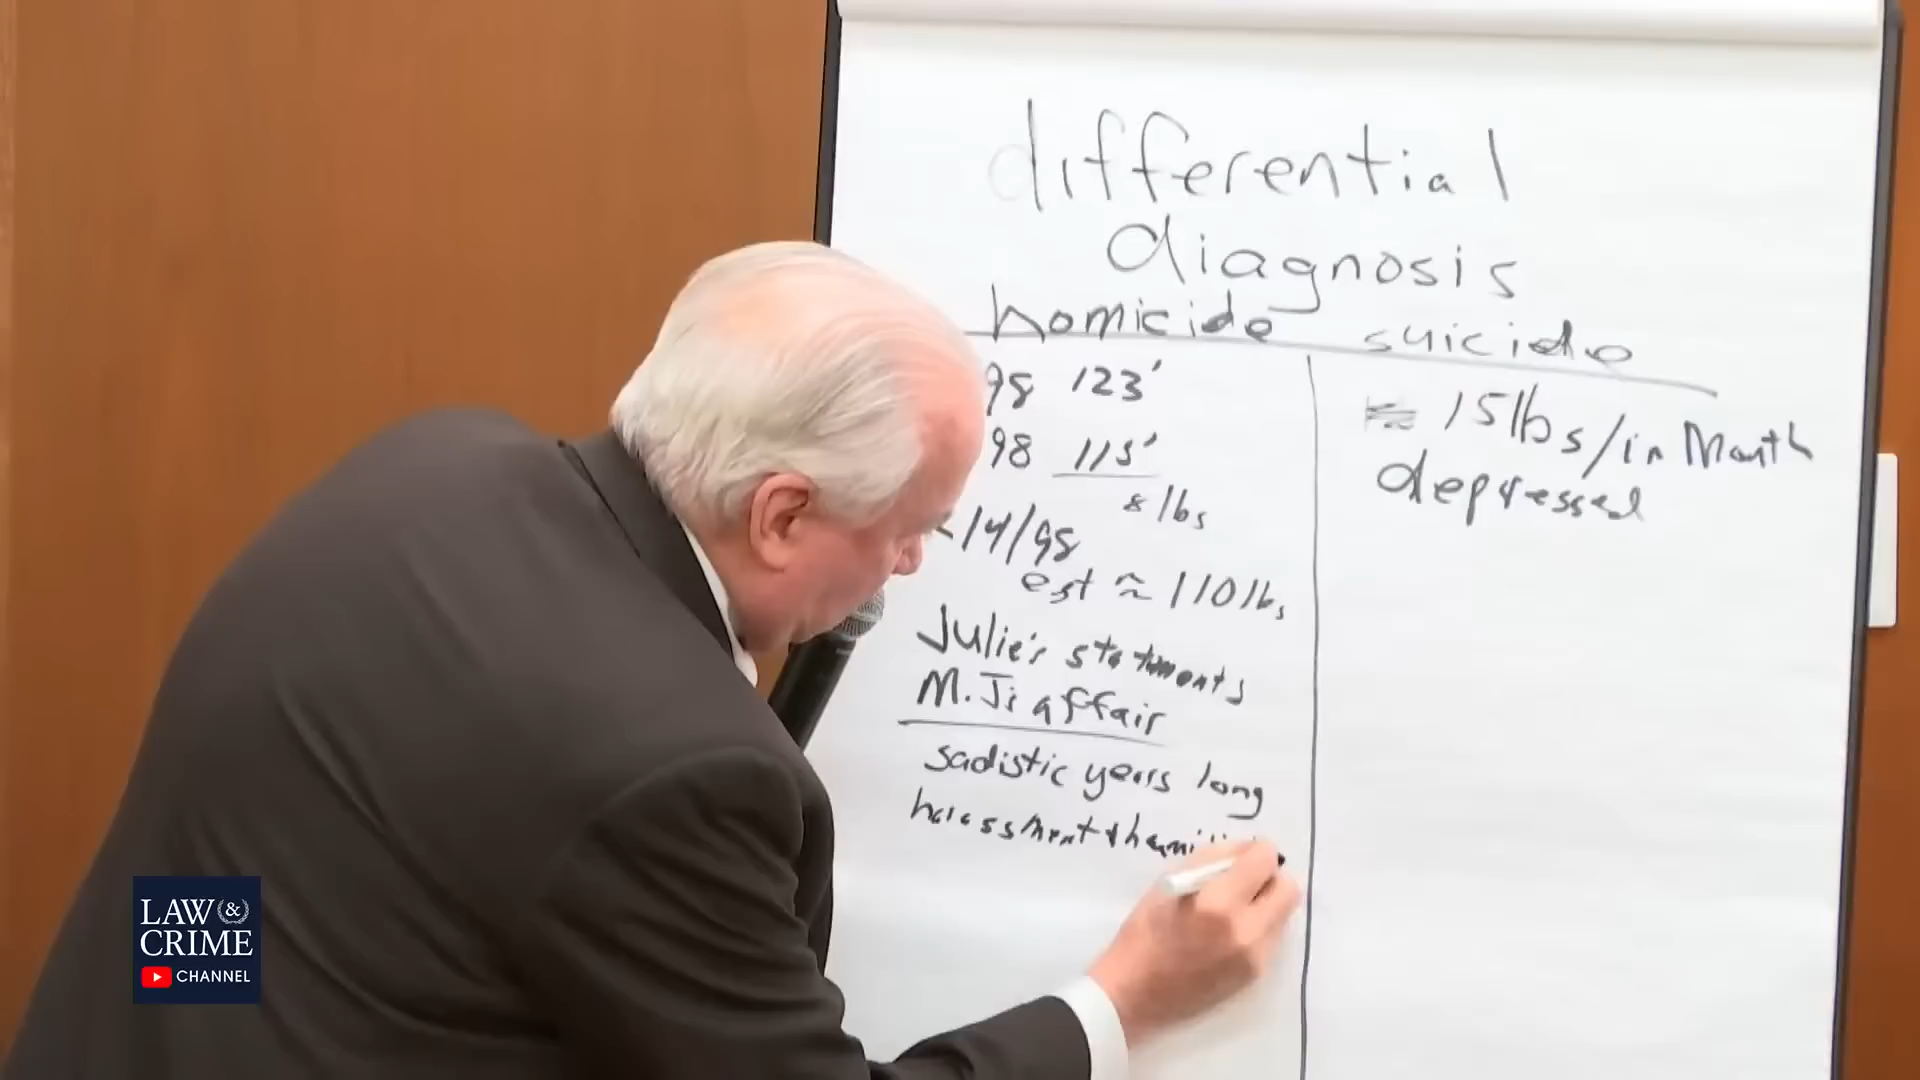 differential
diagnosis
homicide suicide
98 123'
98 115'
8 lbs
-14/98
est ≈ 110 lbs
Julie's statements
M.J's affair
sadistic years long
harassment &
≈ 15 lbs/in Month
depressed
LAW &
CRIME
CHANNEL